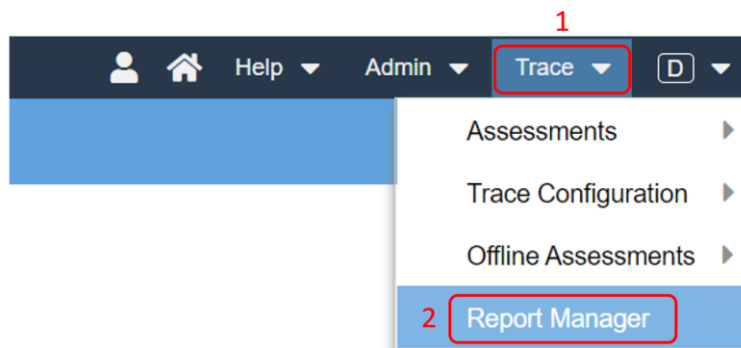 1
Help Admin Trace D
Assessments
Trace Configuration
Offline Assessments
2 Report Manager